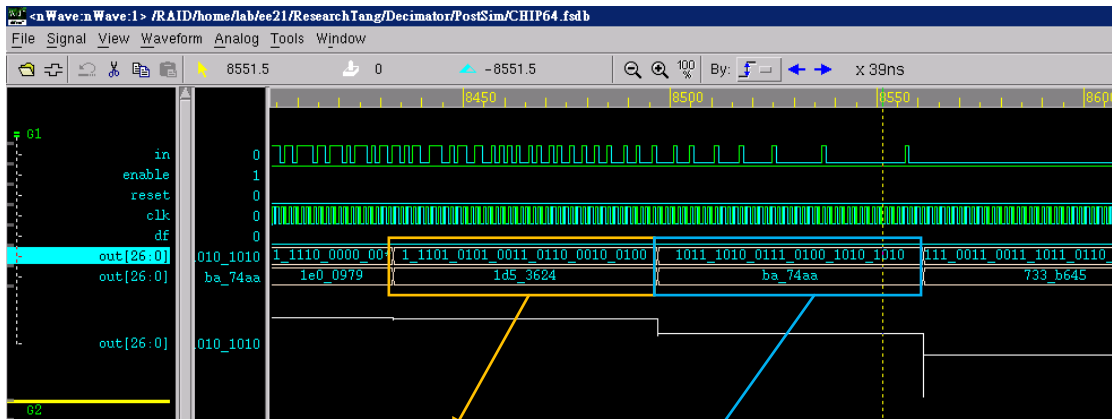 <nWave:nWave:1> /RAID/home/lab/ee21/ResearchTang/Decimator/PostSim/CHIP64.fsdb
File Signal View Waveform Analog Tools Window
8551.5 0 -8551.5 100 % By: x 39ns
8450 8500 8550 860
G1
in 0
enable 1
reset 0
clk 0
df 0
out[26:0] 010_1010 1_1110_0000_00* 1_1101_0101_0011_0110_0010_0100 1011_1010_0111_0100_1010_1010 111_0011_0011_1011_0110_
out[26:0] ba_74aa 1e0_0979 1d5_3624 ba_74aa 733_b645
out[26:0] 010_1010
G2